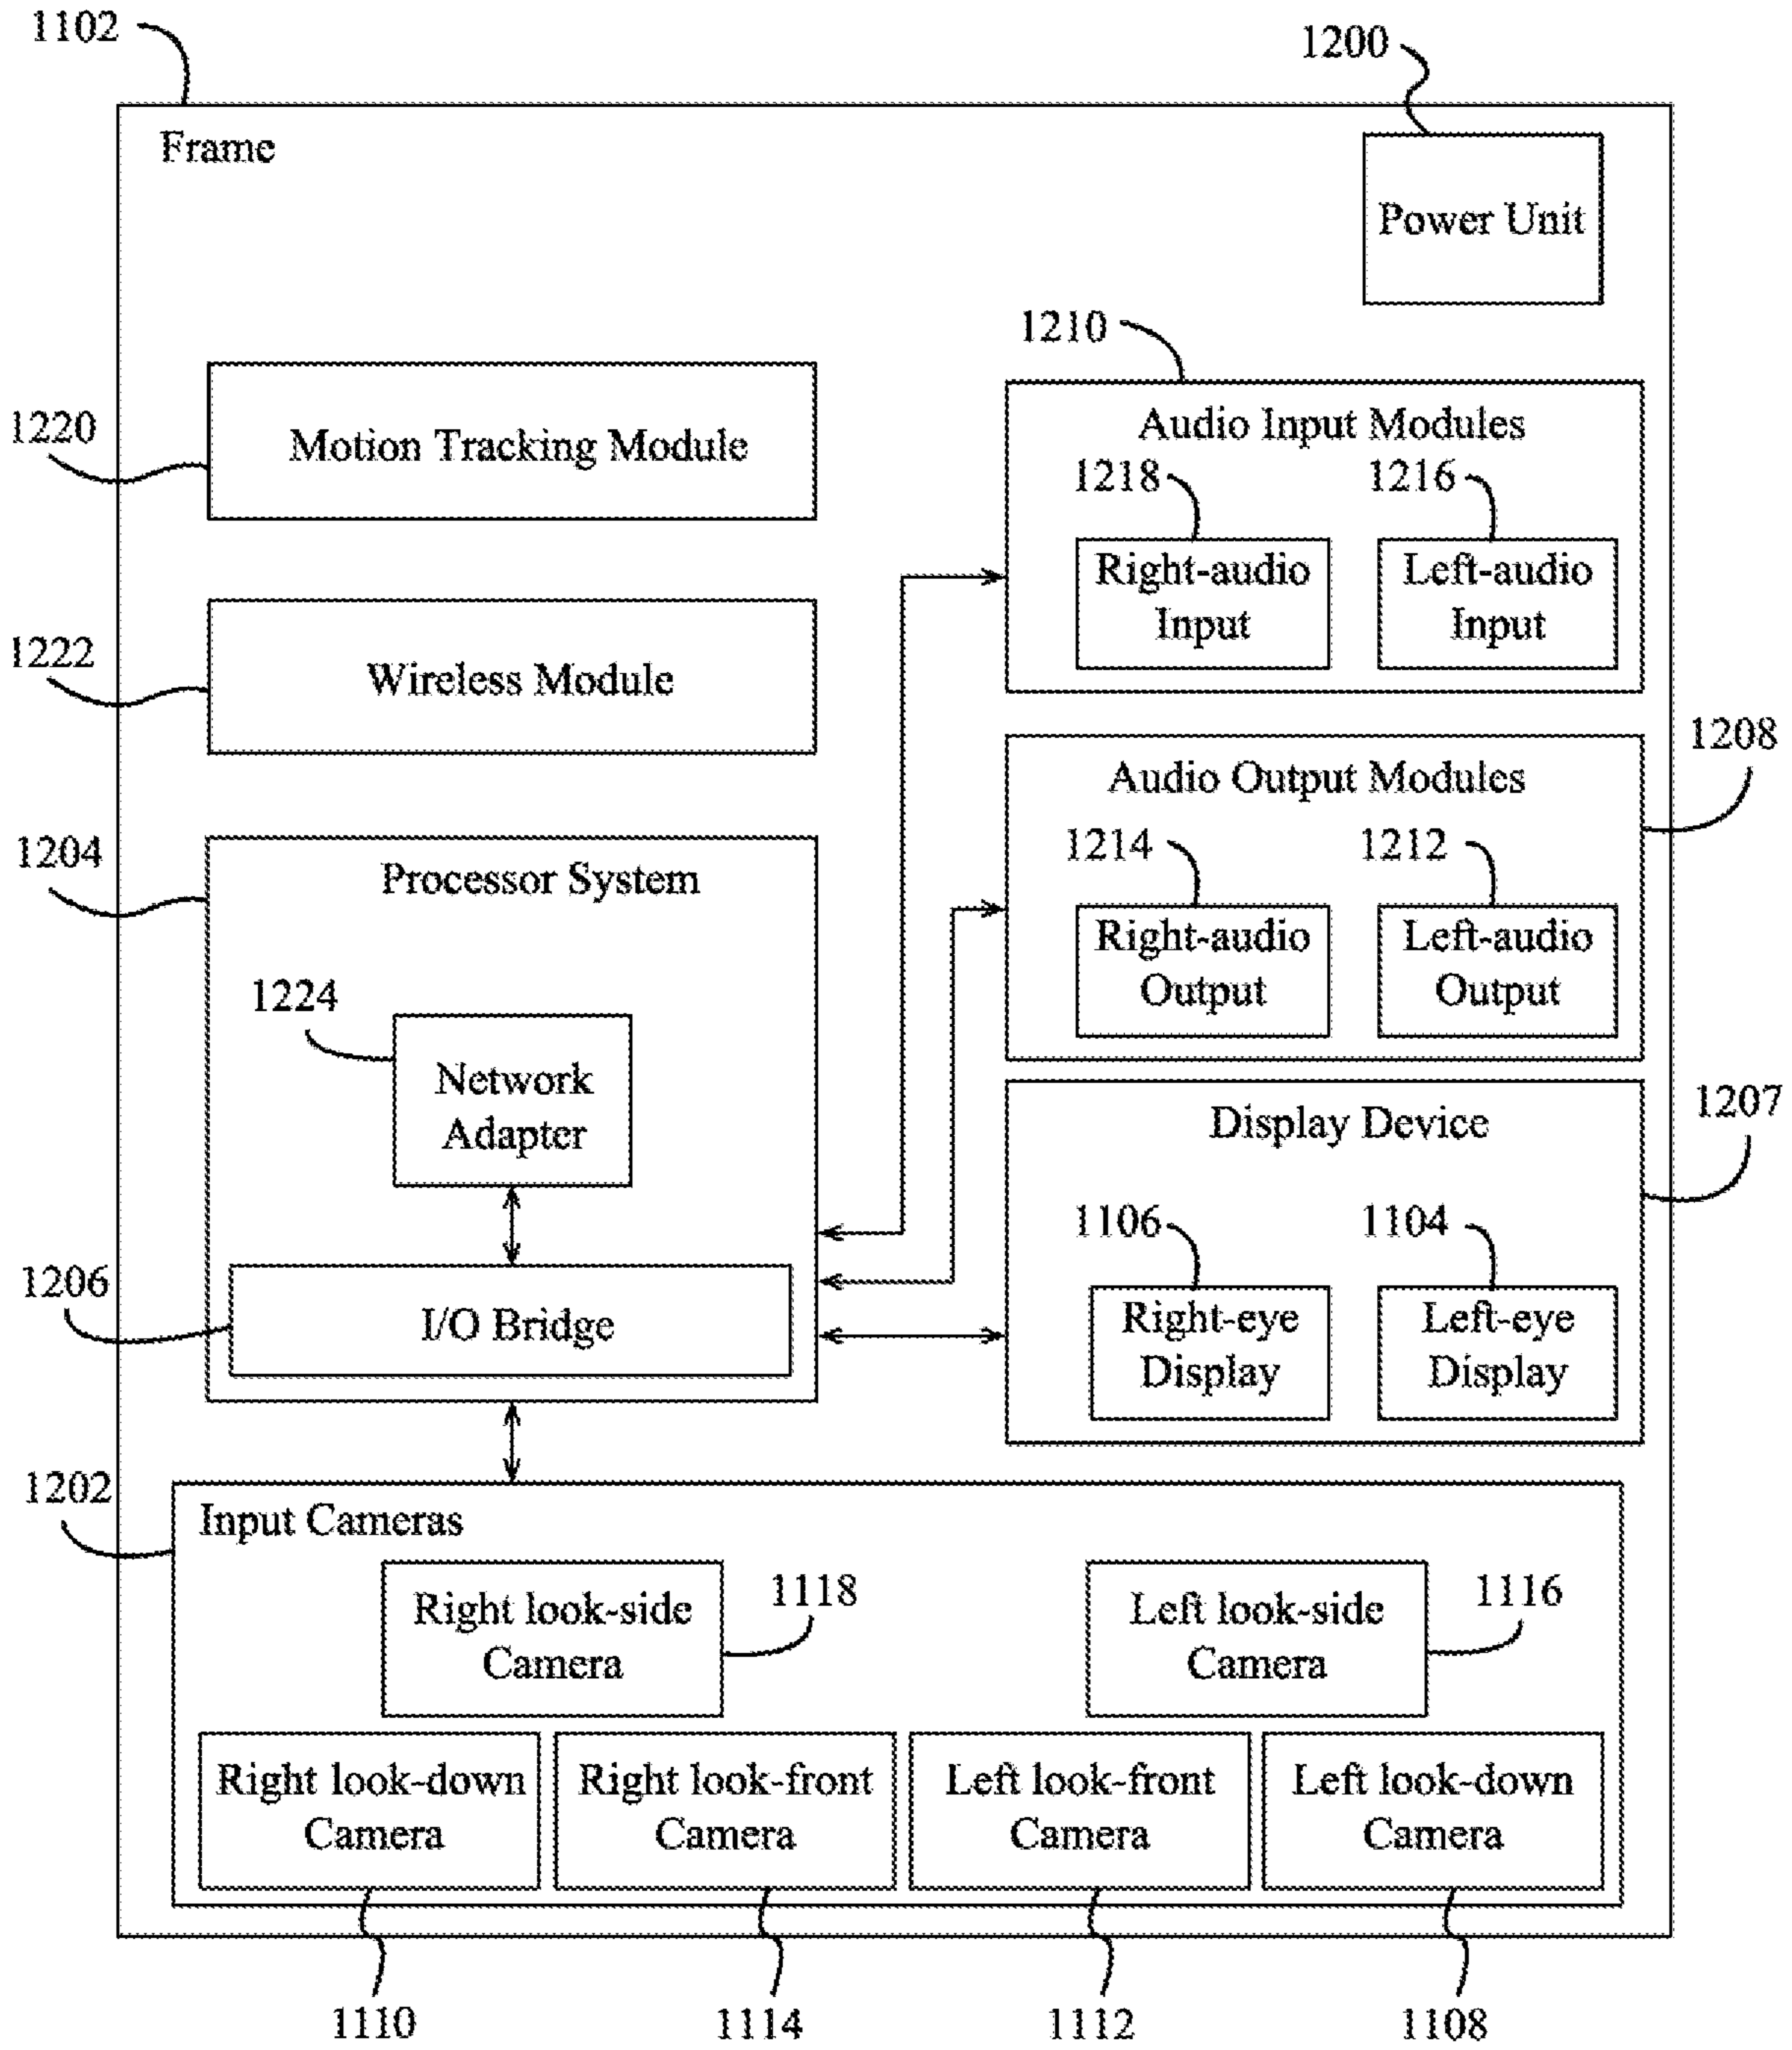 1102
1200
Frame
Power Unit
1210
1220
Motion Tracking Module
Audio Input Modules
1218
1216
Right-audio
Input
Left-audio
Input
1222
Wireless Module
1208
Audio Output Modules
1204
Processor System
1214
1212
Right-audio
Output
Left-audio
Output
1224
Network
Adapter
1207
Display Device
1106
1104
1206
I/O Bridge
Right-eye
Display
Left-eye
Display
1202
Input Cameras
Right look-side
Camera
1118
Left look-side
Camera
1116
Right look-down
Camera
Right look-front
Camera
Left look-front
Camera
Left look-down
Camera
1110
1114
1112
1108